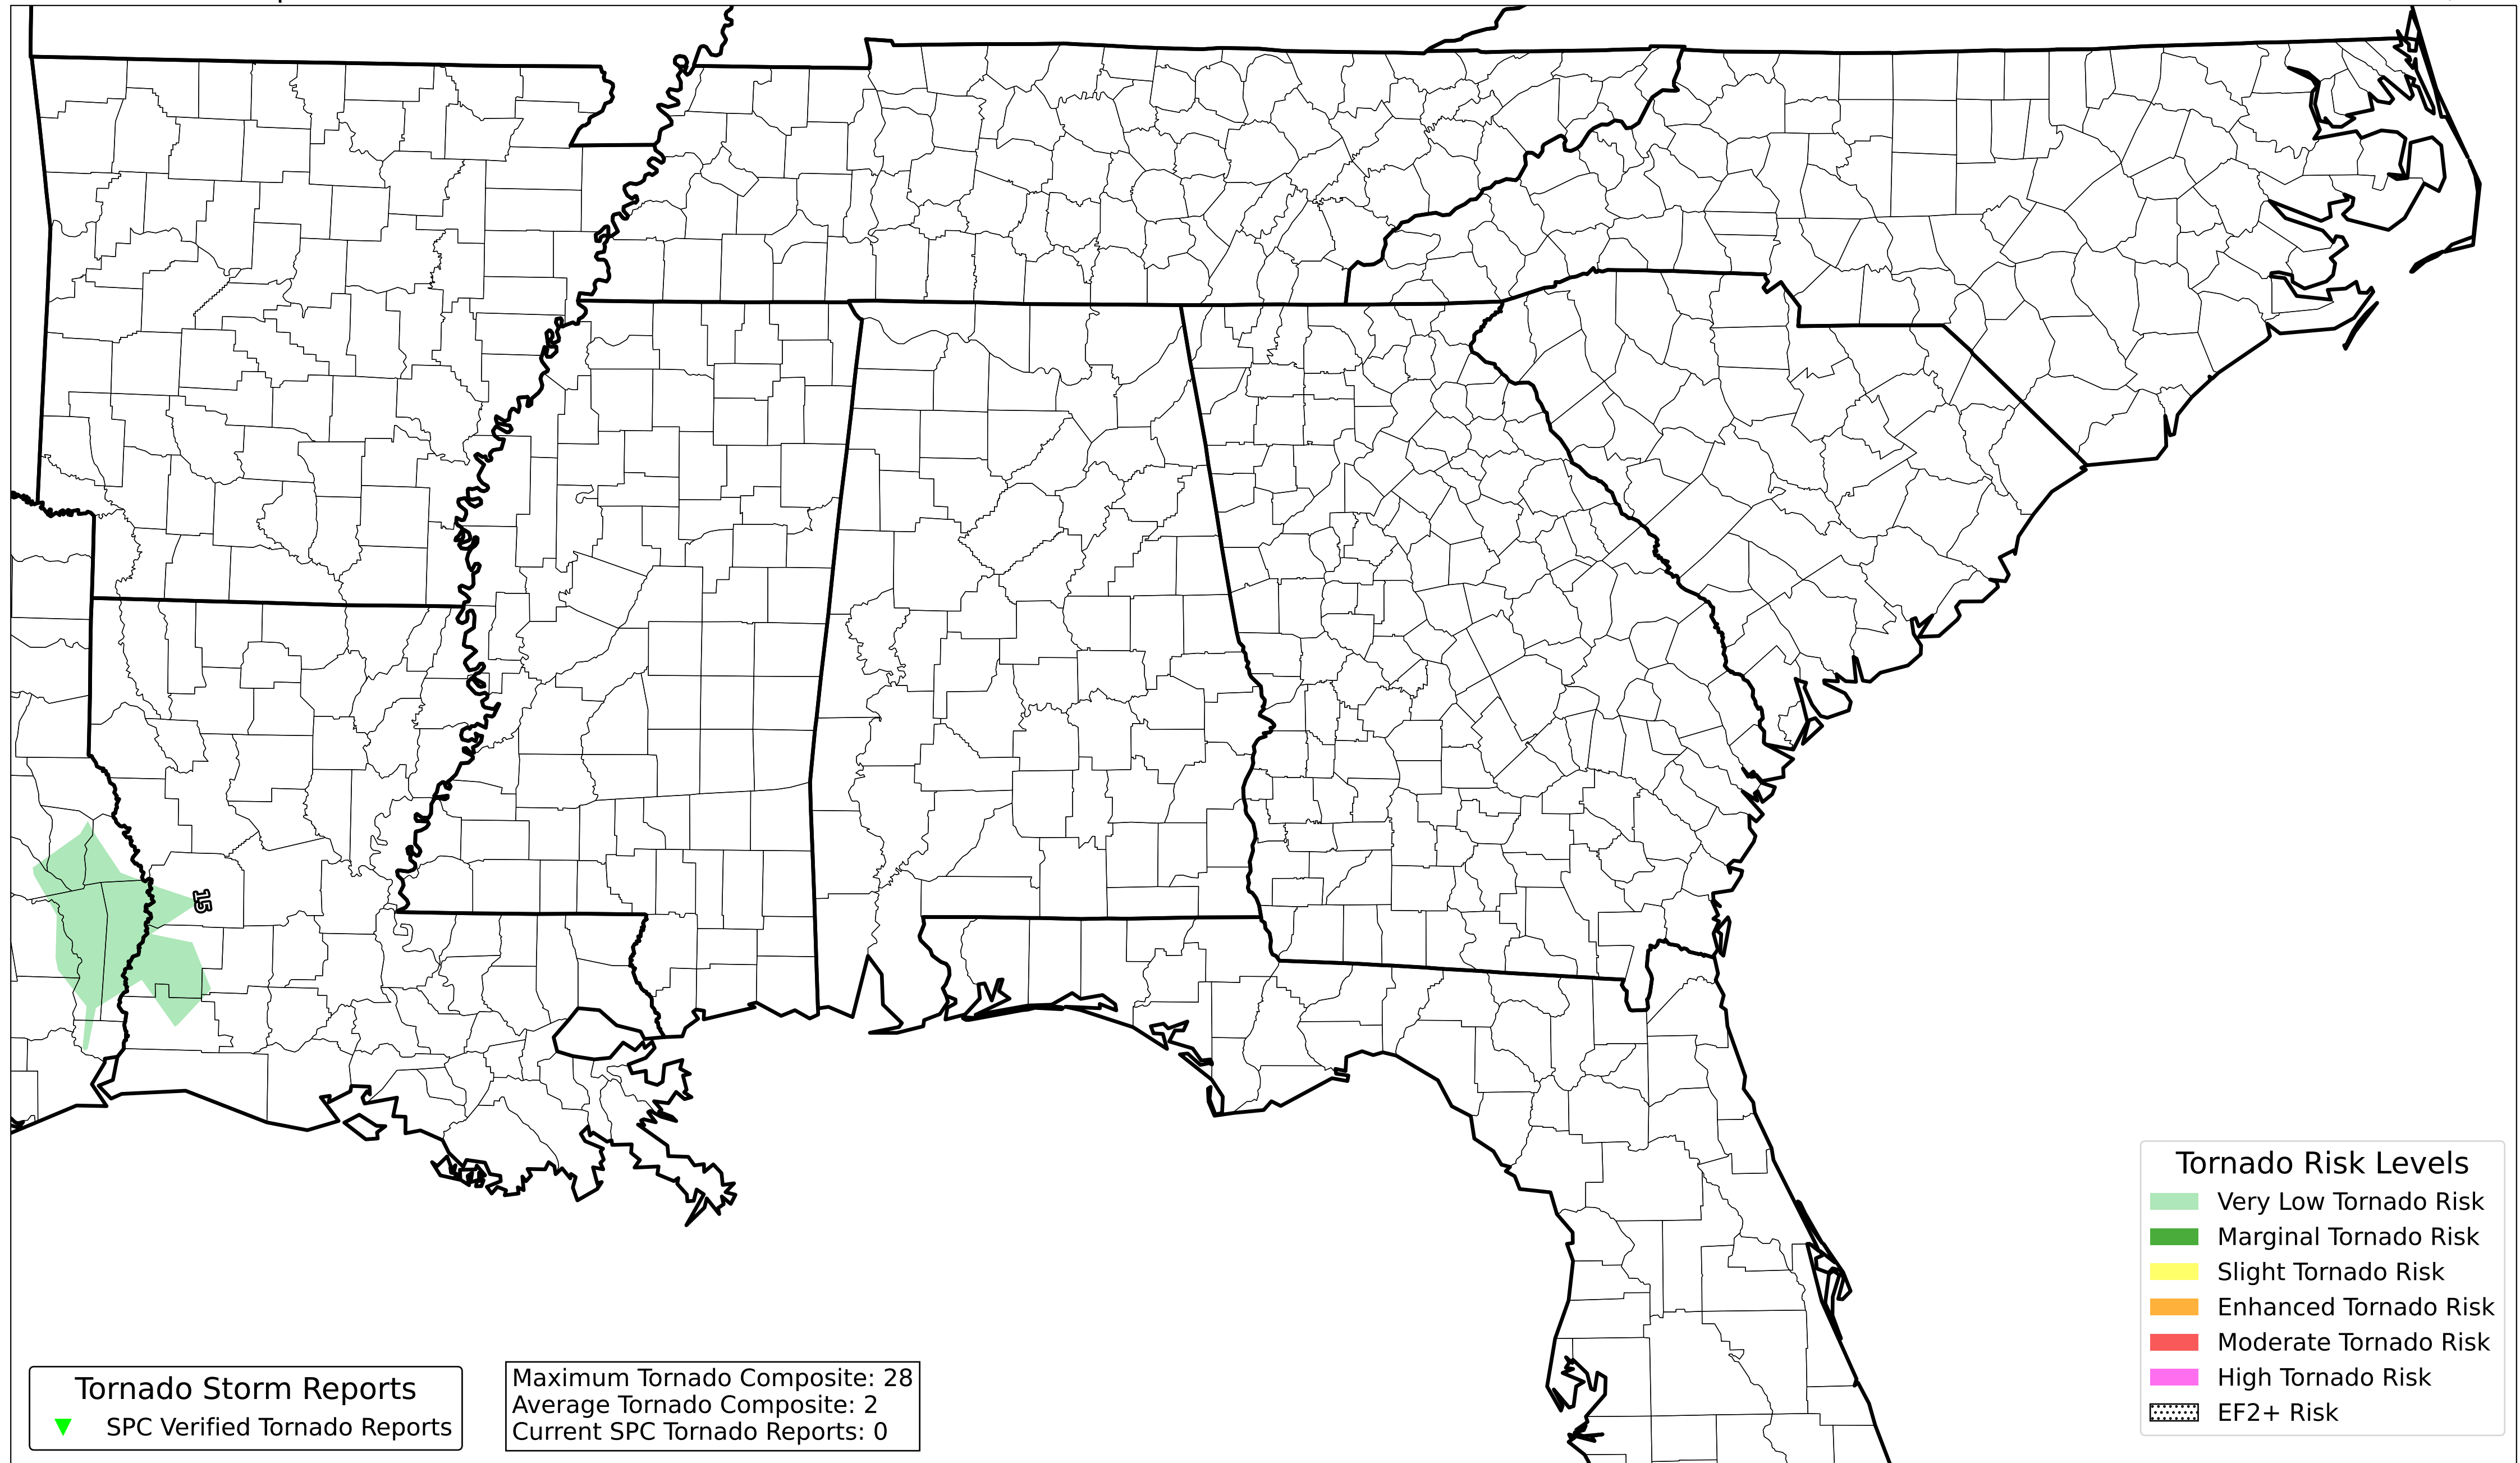 15
Tornado Risk Levels
Very Low Tornado Risk
Marginal Tornado Risk
Slight Tornado Risk
Enhanced Tornado Risk
Moderate Tornado Risk
High Tornado Risk
EF2+ Risk
Tornado Storm Reports
SPC Verified Tornado Reports
Maximum Tornado Composite: 28
Average Tornado Composite: 2
Current SPC Tornado Reports: 0